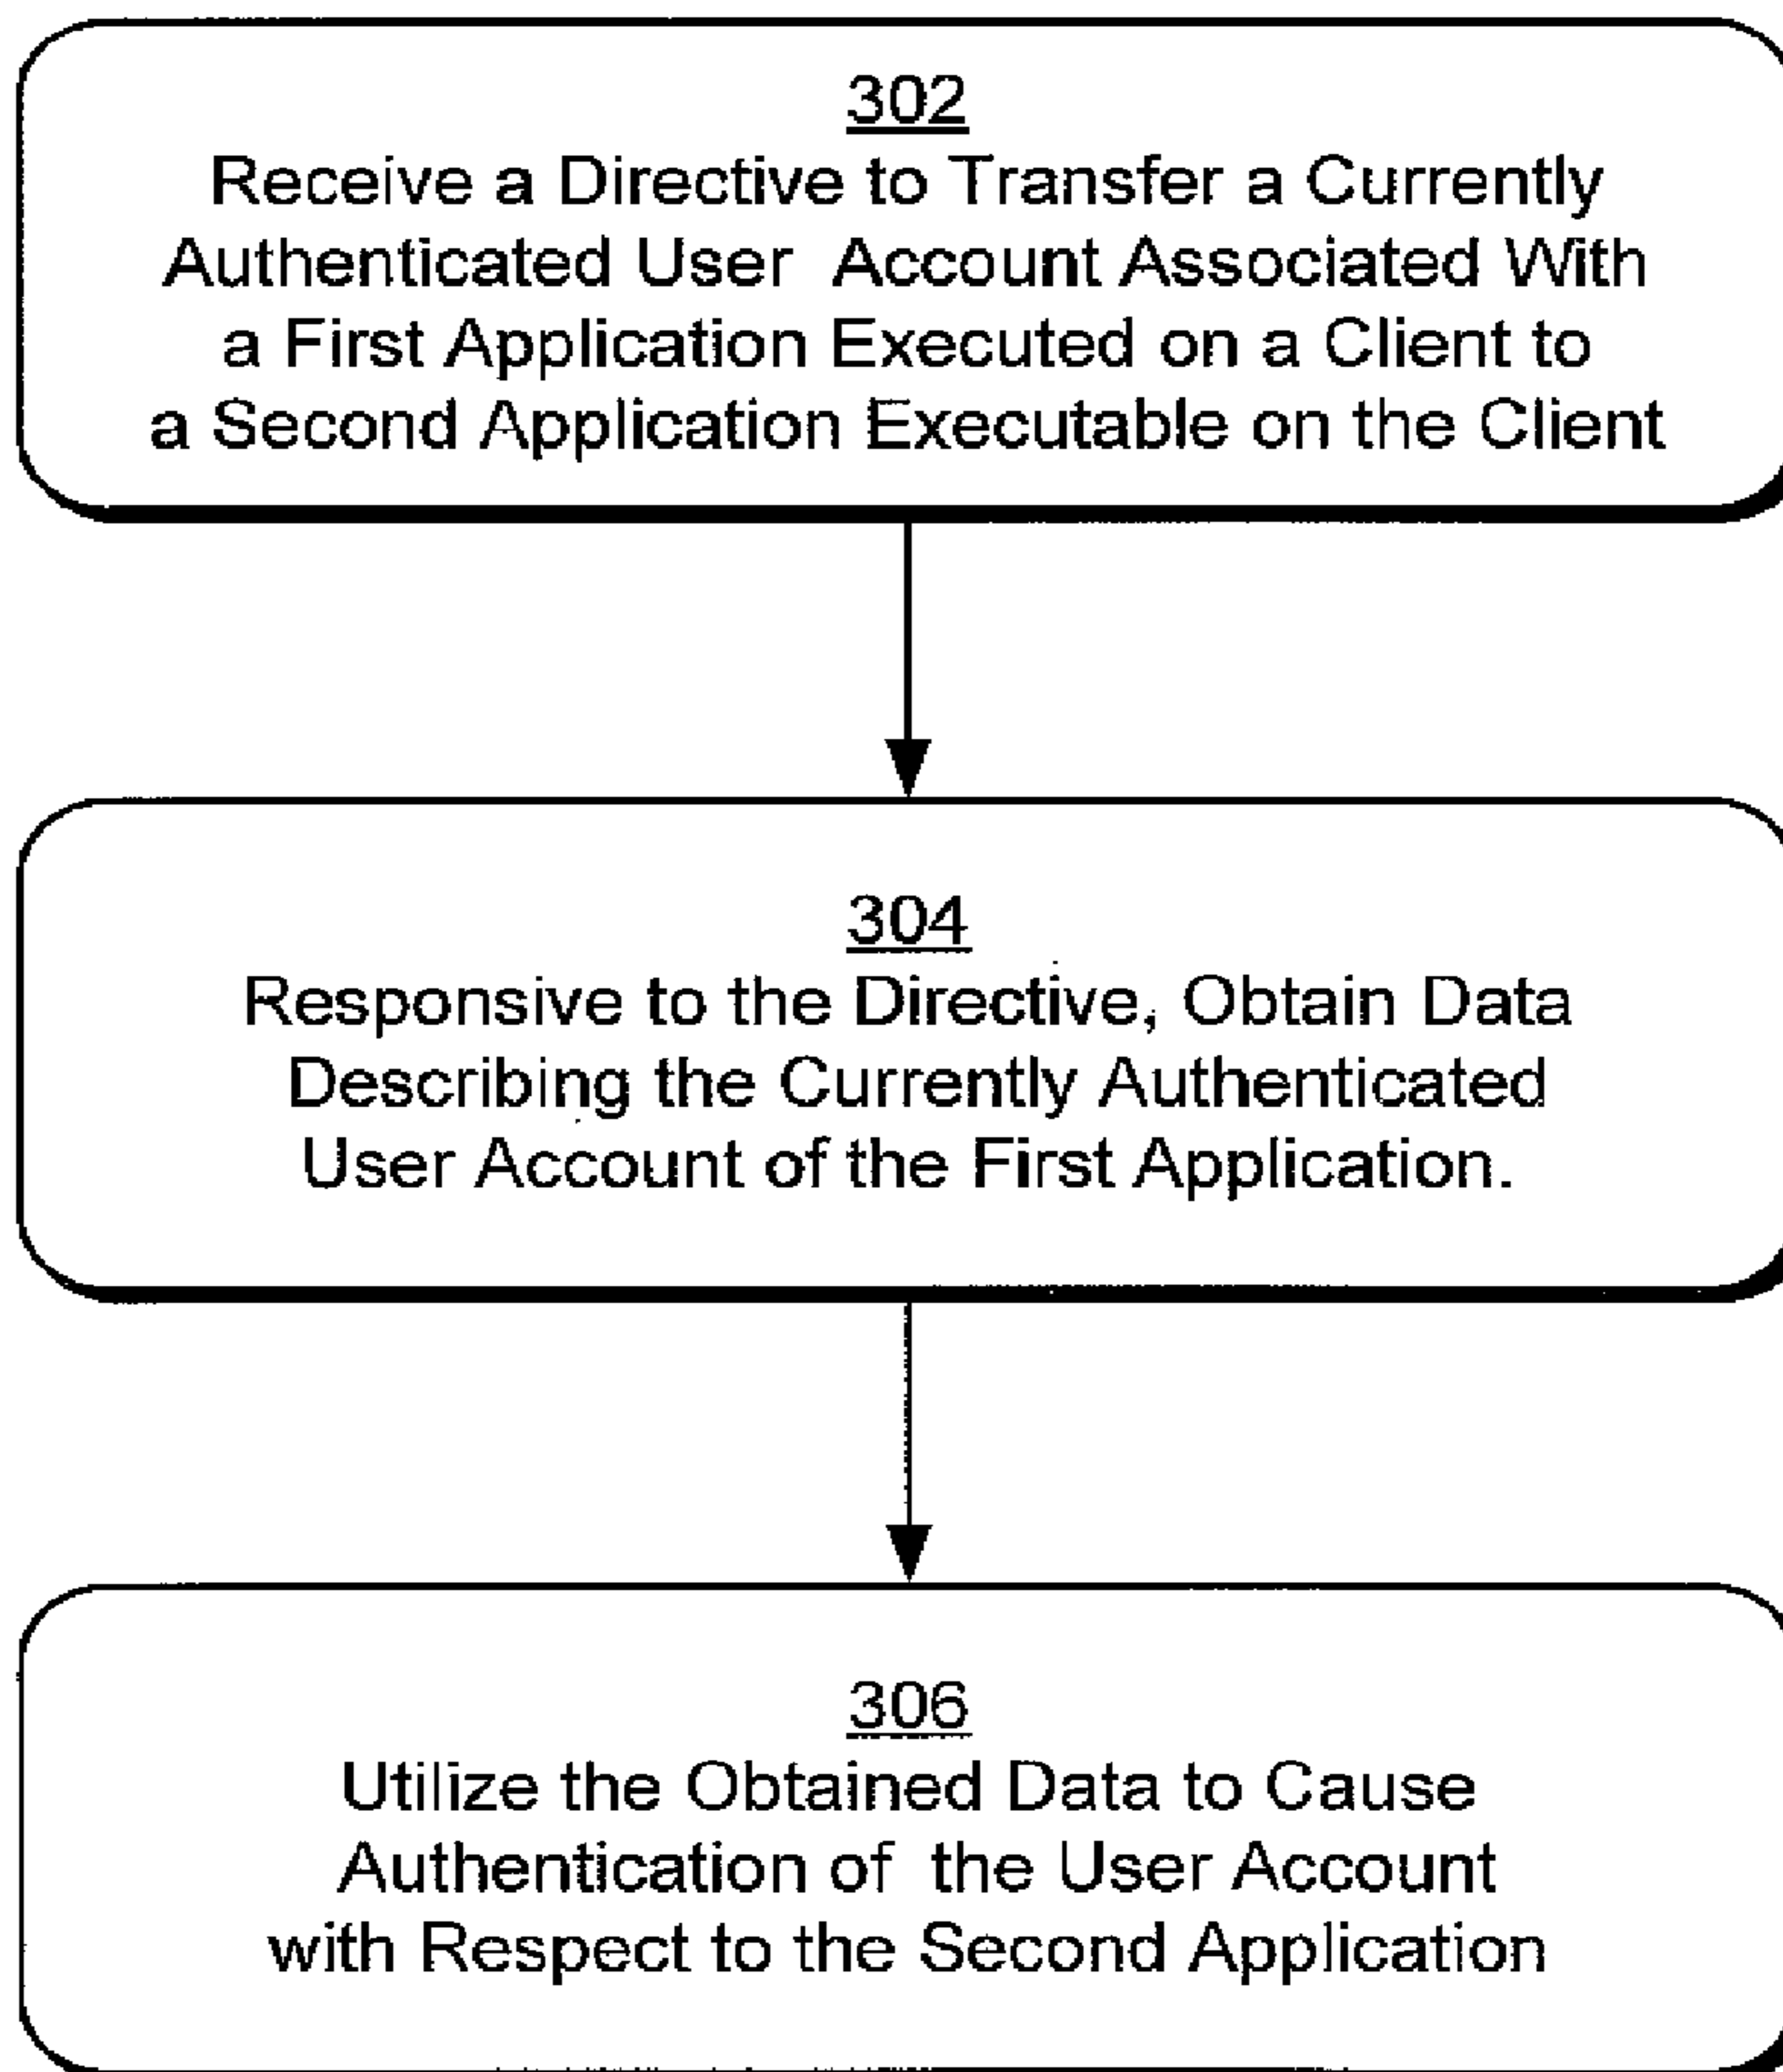 302
Receive a Directive to Transfer a Currently
Authenticated User Account Associated With
a First Application Executed on a Client to
a Second Application Executable on the Client
304
Responsive to the Directive, Obtain Data
Describing the Currently Authenticated
User Account of the First Application.
306
Utilize the Obtained Data to Cause
Authentication of the User Account
with Respect to the Second Application